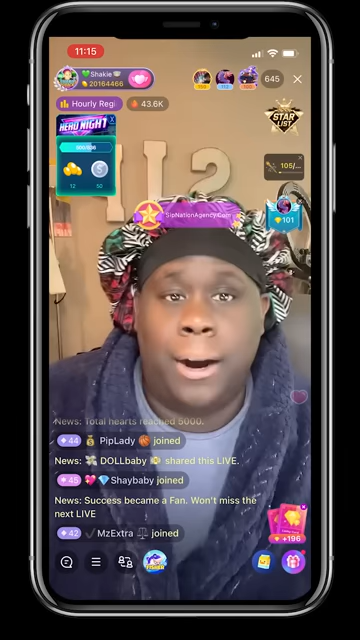 11:15
Shakie
20164466
645
Hourly Regi
43.6K
HERO NIGHT
STAR LIST
105/...
12
50
101
SipNationAgency.Com
News: Total hearts reached 5000.
44 PipLady joined
News: DOLLbaby shared this LIVE.
45 Shaybaby joined
News: Success became a Fan. Won't miss the
next LIVE
42 MzExtra joined
+196